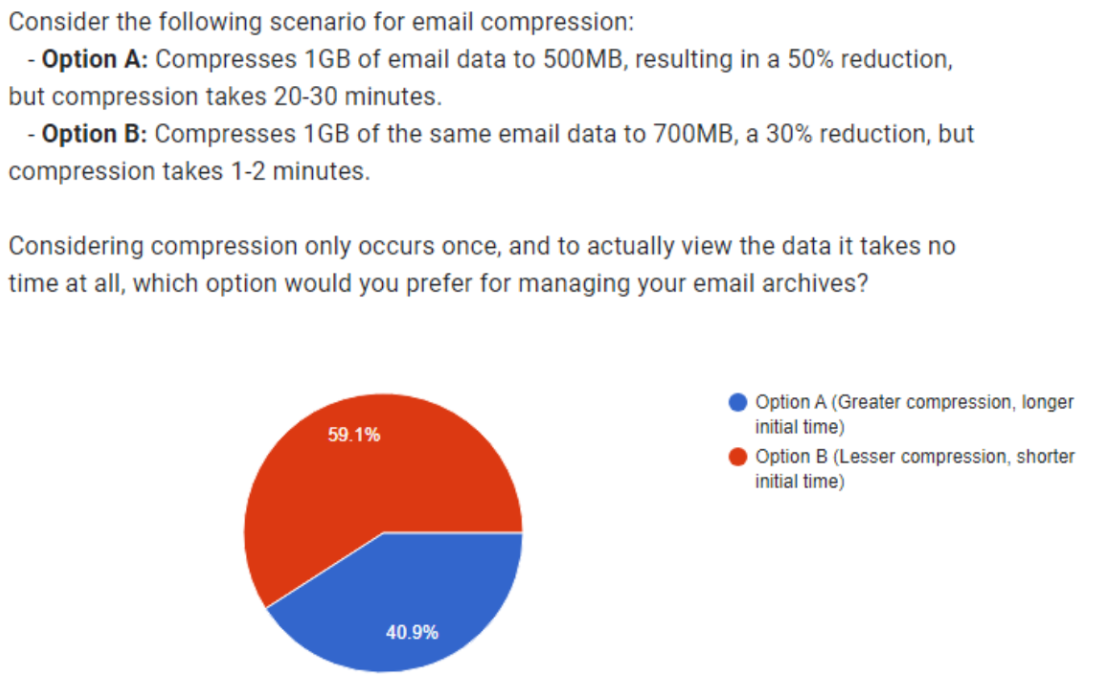 Consider the following scenario for email compression:
- Option A: Compresses 1GB of email data to 500MB, resulting in a 50% reduction,
but compression takes 20-30 minutes.
- Option B: Compresses 1GB of the same email data to 700MB, a 30% reduction, but
compression takes 1-2 minutes.
Considering compression only occurs once, and to actually view the data it takes no
time at all, which option would you prefer for managing your email archives?
Option A (Greater compression, longer
initial time)
Option B (Lesser compression, shorter
initial time)
59.1%
40.9%